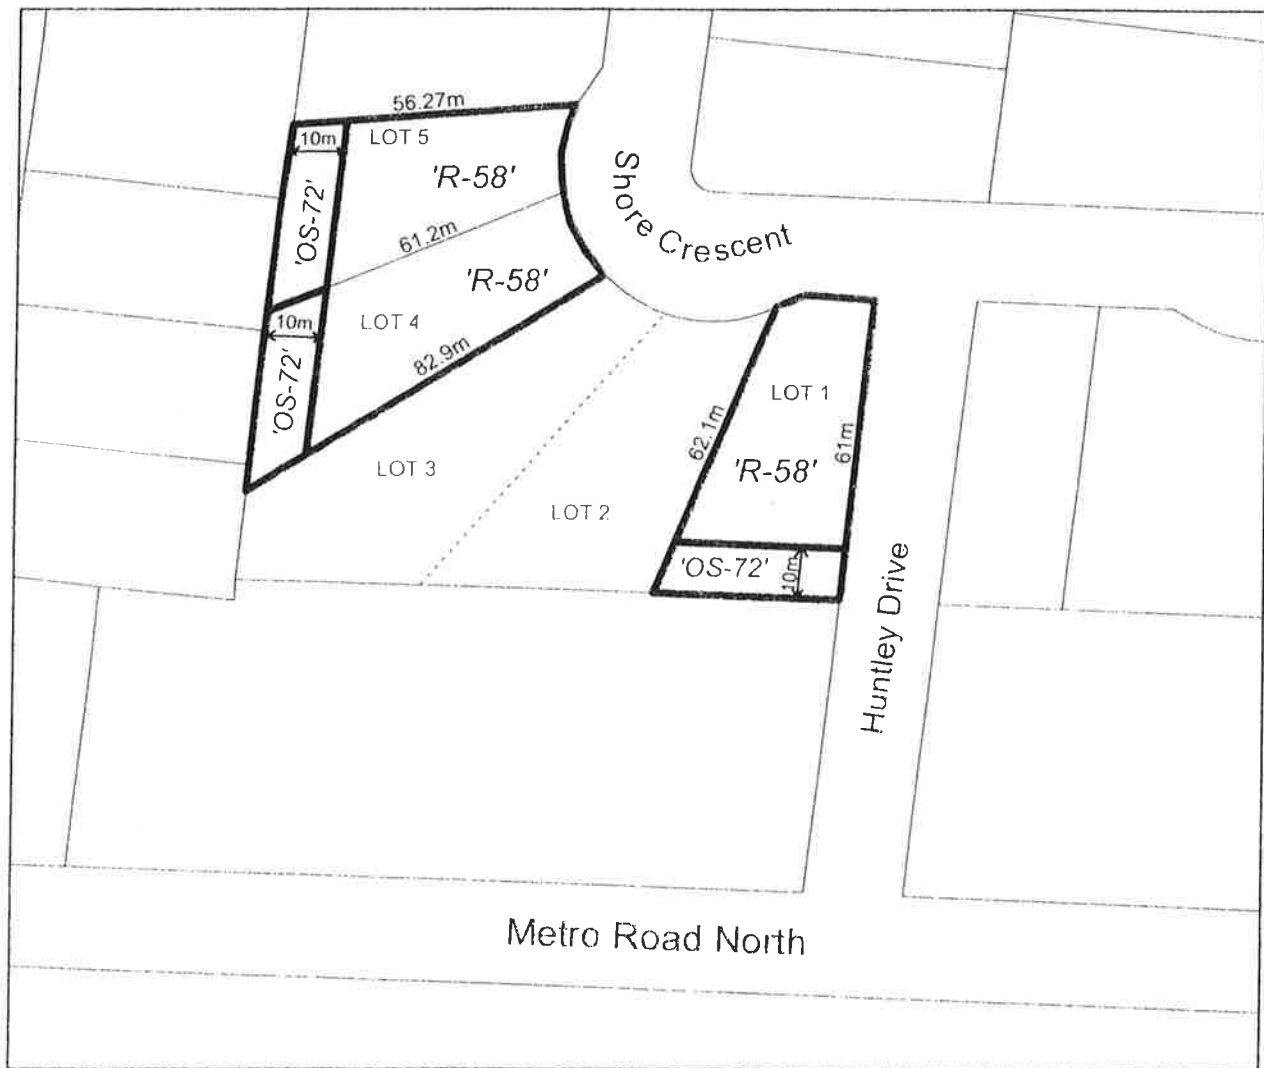 56.27m
10m
LOT 5
'R-58'
'OS-72'
61.2m
Shore Crescent
'R-58'
10m
LOT 4
82.9m
'OS-72'
LOT 1
62.1m
61m
LOT 3
'R-58'
LOT 2
'OS-72'
10m
Huntley Drive
Metro Road North